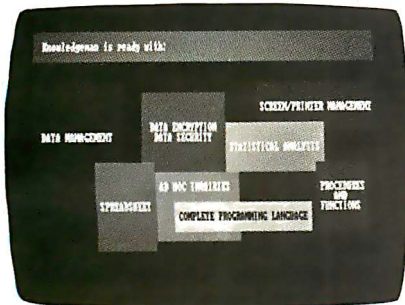 Knowledgeman is ready with:
SCREEN/PRINTER MANAGEMENT
DATA MANAGEMENT
DATA ENCRYPTION
DATA SECURITY
STATISTICAL ANALYSIS
SPREADSHEET
AD HOC INQUIRIES
PROCEDURES
AND
FUNCTIONS
COMPLETE PROGRAMMING LANGUAGE